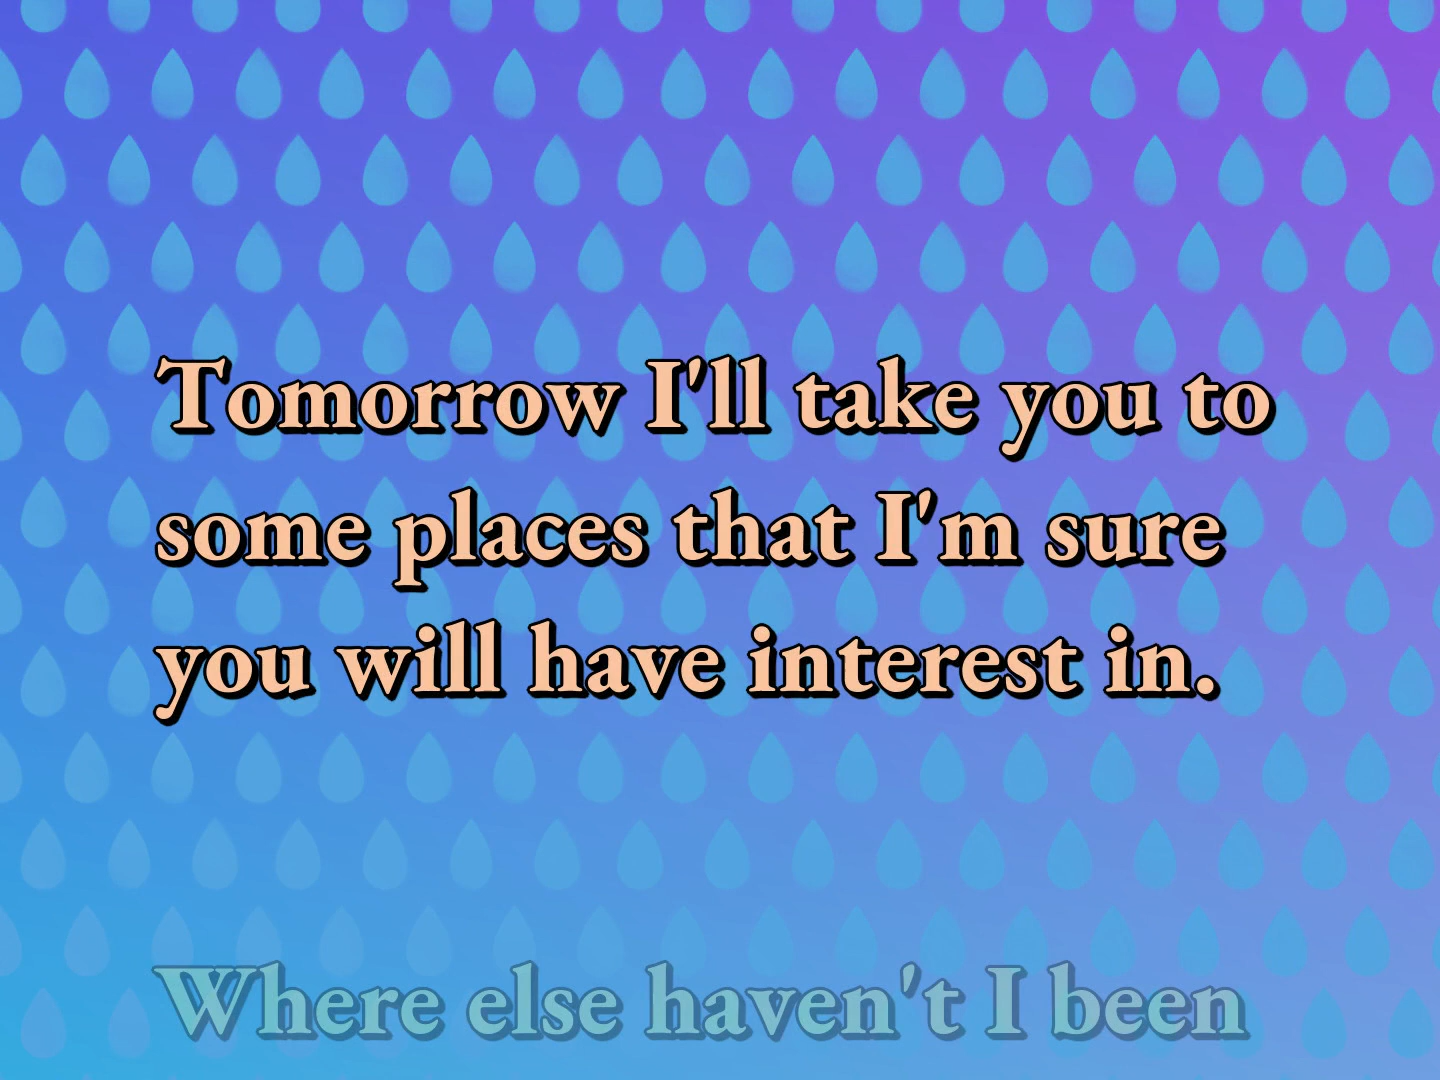 Tomorrow I'll take you to
some places that I'm sure
you will have interest in.
Where else haven't I been